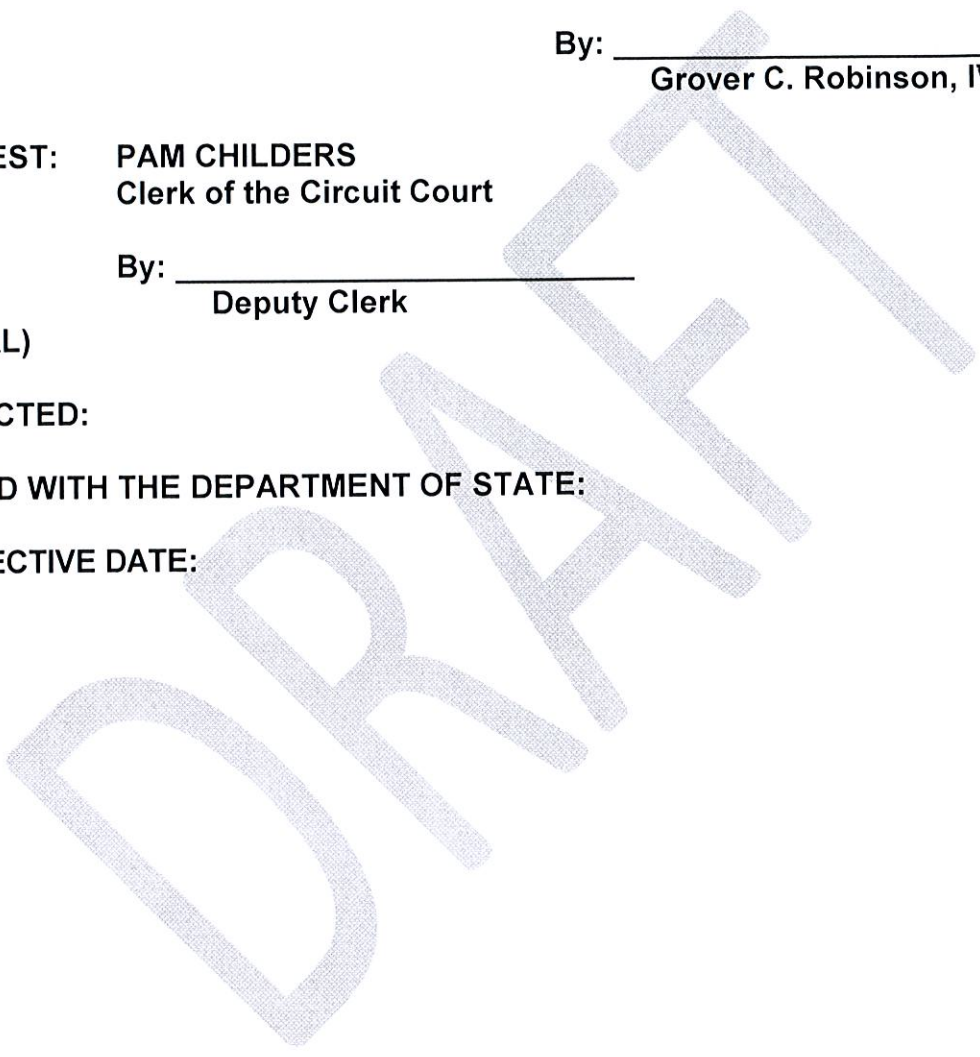 By:
Grover C. Robinson, IV
EST: PAM CHILDERS
Clerk of the Circuit Court
By:
Deputy Clerk
L)
CTED:
D WITH THE DEPARTMENT OF STATE:
ECTIVE DATE:
DRAFT